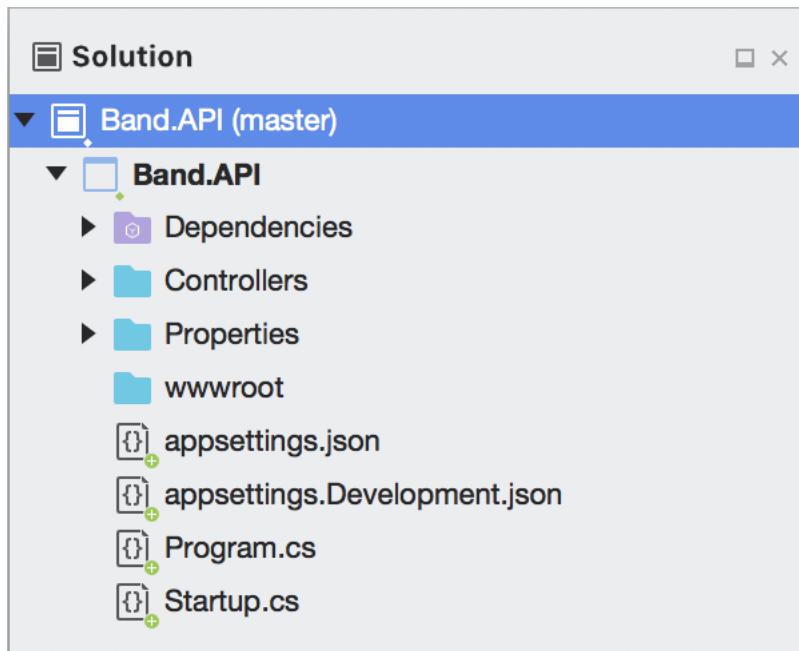 Solution
Band.API (master)
Band.API
Dependencies
Controllers
Properties
wwwroot
appsettings.json
appsettings.Development.json
Program.cs
Startup.cs